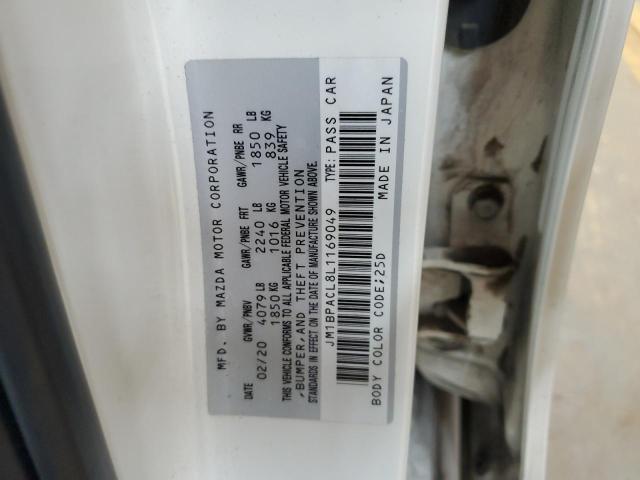 MFD. BY MAZDA MOTOR CORPORATION
DATE GVWR/PNBV GAWR/PNBE FRT GAWR/PNBE RR
02/20 4079 LB 2240 LB 1850 LB
1850 KG 1016 KG 839 KG
THIS VEHICLE CONFORMS TO ALL APPLICABLE FEDERAL MOTOR VEHICLE SAFETY
,BUMPER,AND THEFT PREVENTION
STANDARDS IN EFFECT ON THE DATE OF MANUFACTURE SHOWN ABOVE.
JM1BPACL8L1169049 TYPE: PASS CAR
BODY COLOR CODE;25D MADE IN JAPAN